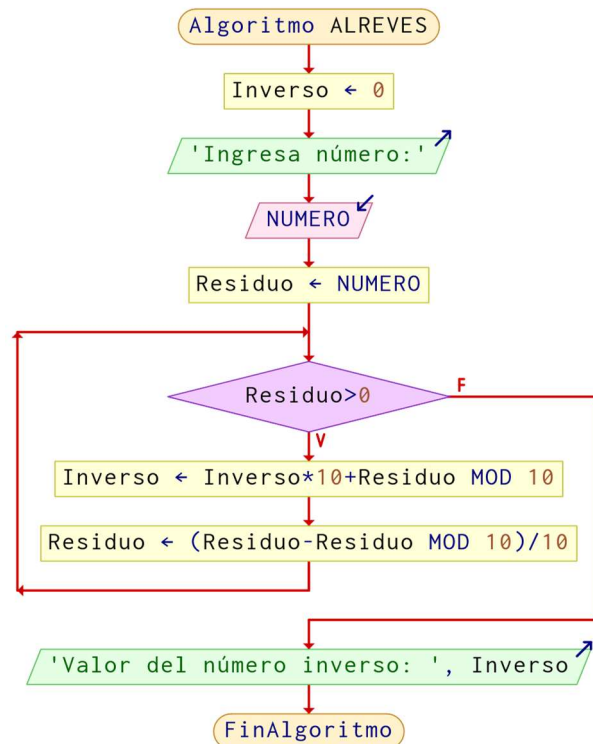 Algoritmo ALREVES
Inverso ← 0
'Ingresa número:'
NUMERO
Residuo ← NUMERO
Residuo>0
F
V
Inverso ← Inverso*10+Residuo MOD 10
Residuo ← (Residuo-Residuo MOD 10)/10
'Valor del número inverso: ', Inverso
FinAlgoritmo